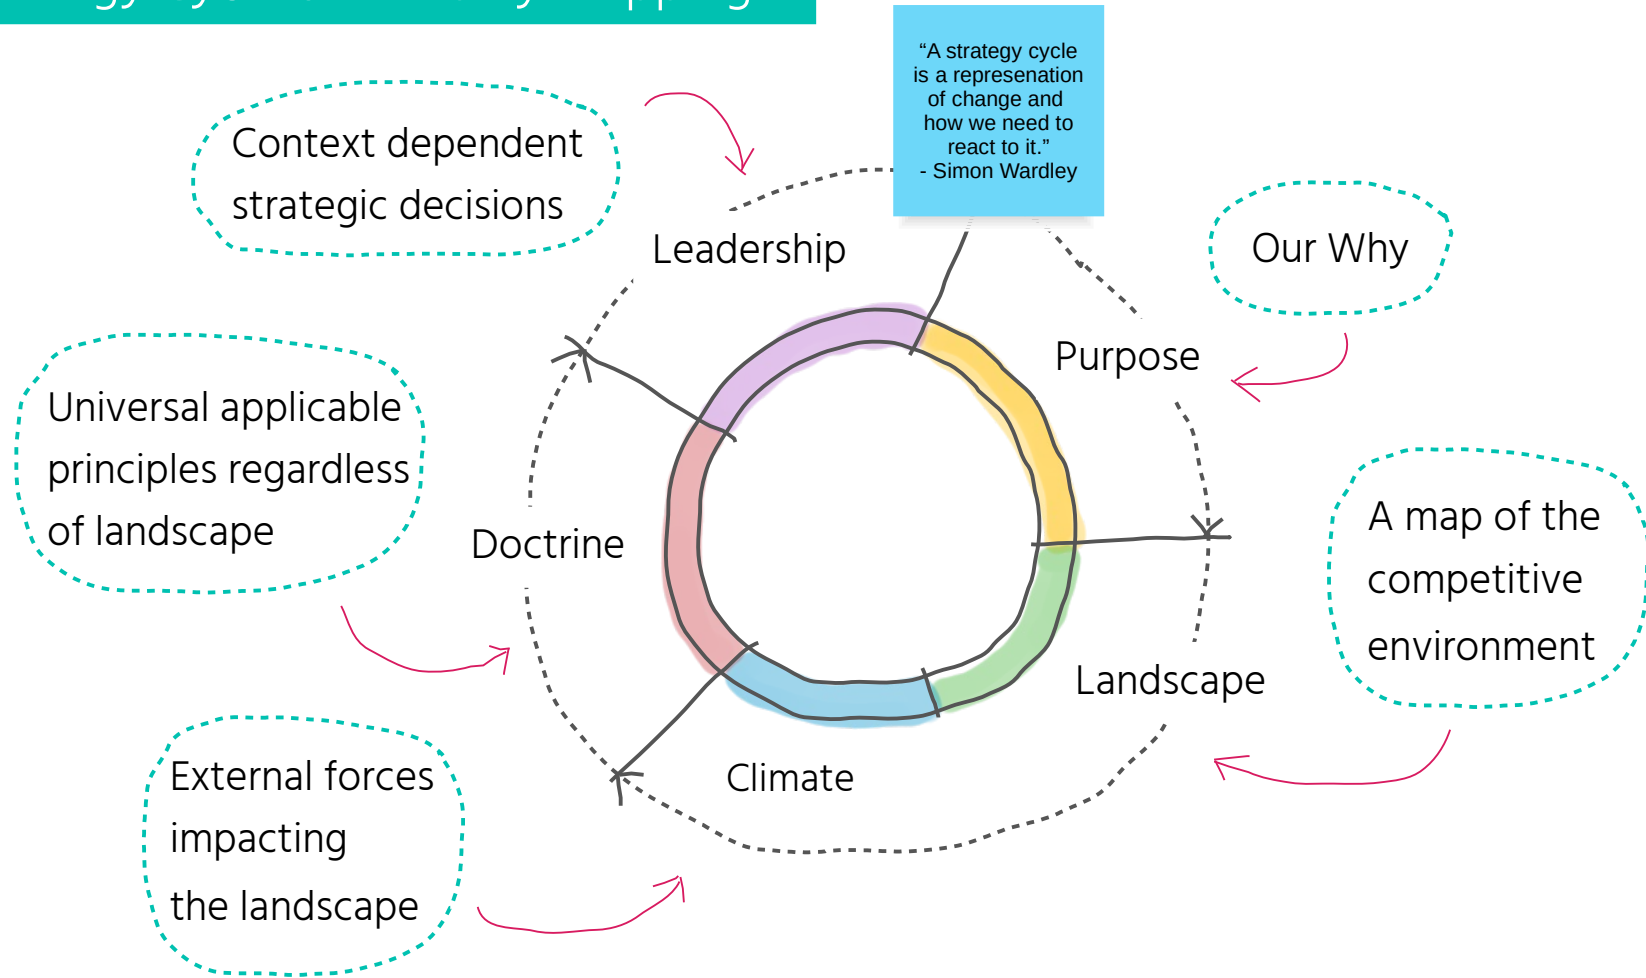 “A strategy cycle
is a represenation
of change and
how we need to
react to it.”
- Simon Wardley
Context dependent
strategic decisions
Leadership
Our Why
Purpose
Universal applicable
principles regardless
of landscape
Doctrine
A map of the
competitive
environment
Landscape
External forces
impacting
the landscape
Climate